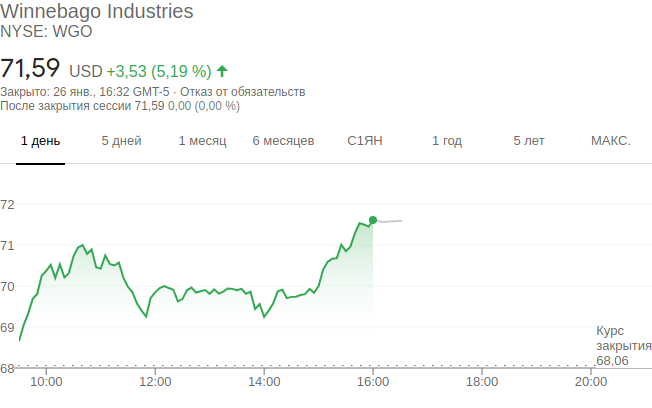 Winnebago Industries
NYSE: WGO
71,59 USD +3,53 (5,19 %)
Закрыто: 26 янв., 16:32 GMT-5 · Отказ от обязательств
После закрытия сессии 71,59 0,00 (0,00 %)
1 день 5 дней 1 месяц 6 месяцев С1ЯН 1 год 5 лет МАКС.
72
71
70
69
Курс
закрытия
68,06
68
10:00 12:00 14:00 16:00 18:00 20:00